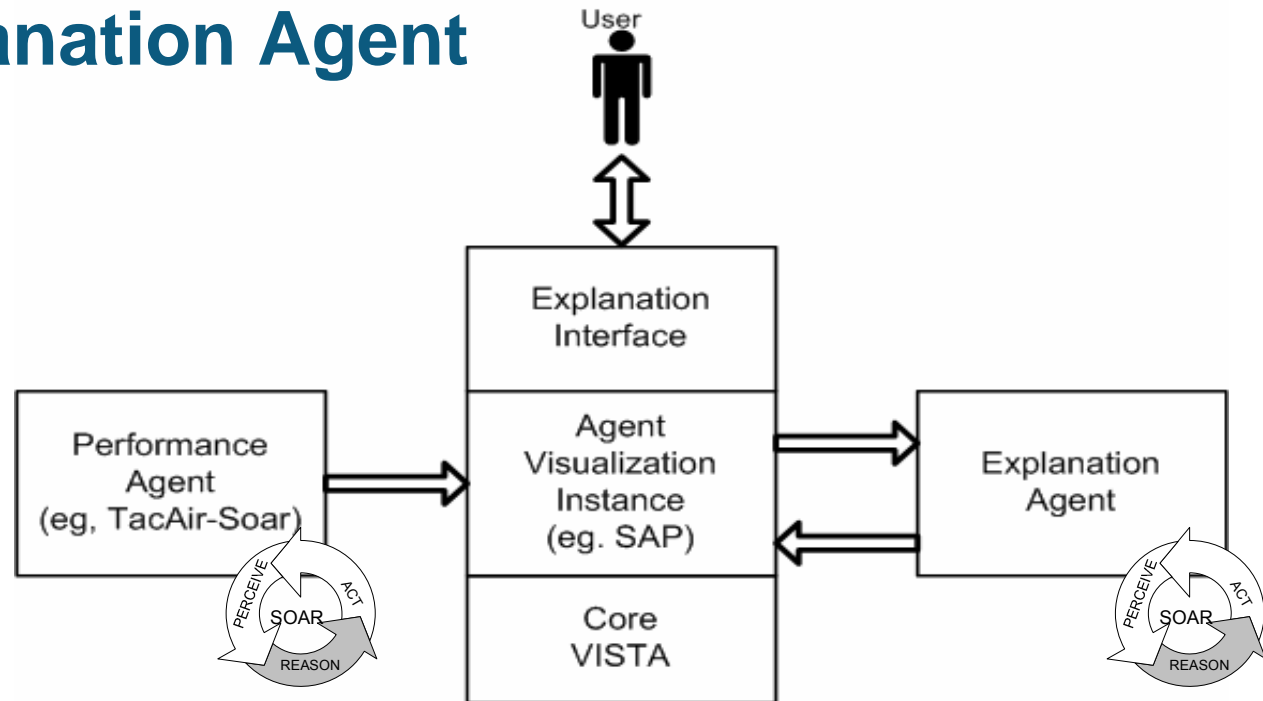 anation Agent
User
Explanation
Interface
Performance
Agent
(eg, TacAir-Soar)
Agent
Visualization
Instance
(eg. SAP)
Explanation
Agent
Core
VISTA
PERCEIVE
ACT
SOAR
REASON
PERCEIVE
ACT
SOAR
REASON